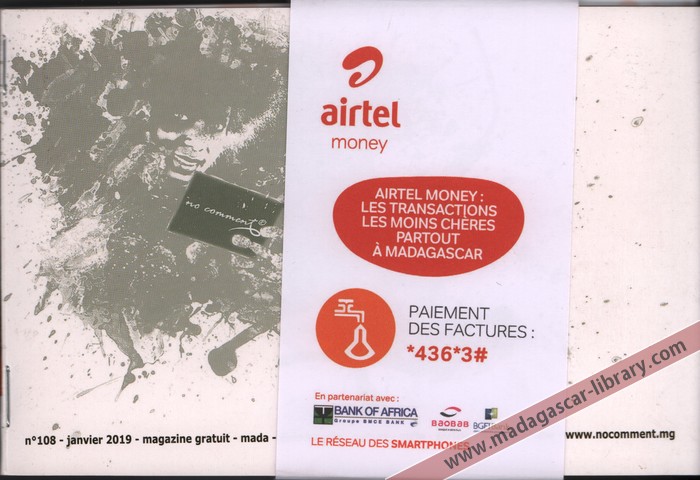 airtel
money
AIRTEL MONEY :
LES TRANSACTIONS
LES MOINS CHÈRES
PARTOUT
À MADAGASCAR
PAIEMENT
DES FACTURES :
*436*3#
En partenariat avec :
BANK OF AFRICA
Groupe BMCE BANK
BAOBAB
BGFIBank
LE RÉSEAU DES SMARTPHONES
no comment®
n°108 - janvier 2019 - magazine gratuit - mada -
www.nocomment.mg
www.madagascar-library.com